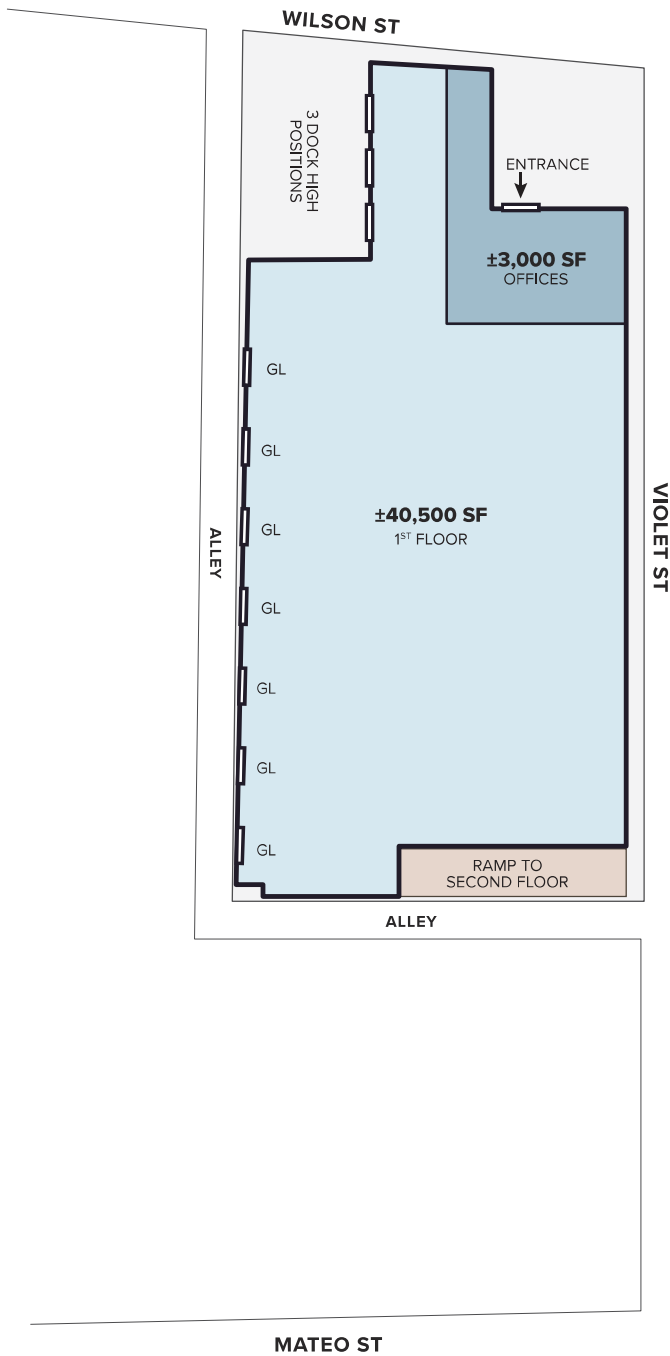 WILSON ST
3 DOCK HIGH
POSITIONS
ENTRANCE
±3,000 SF
OFFICES
GL
GL
±40,500 SF
1ST FLOOR
GL
VIOLET ST
ALLEY
GL
GL
GL
GL
RAMP TO
SECOND FLOOR
ALLEY
MATEO ST